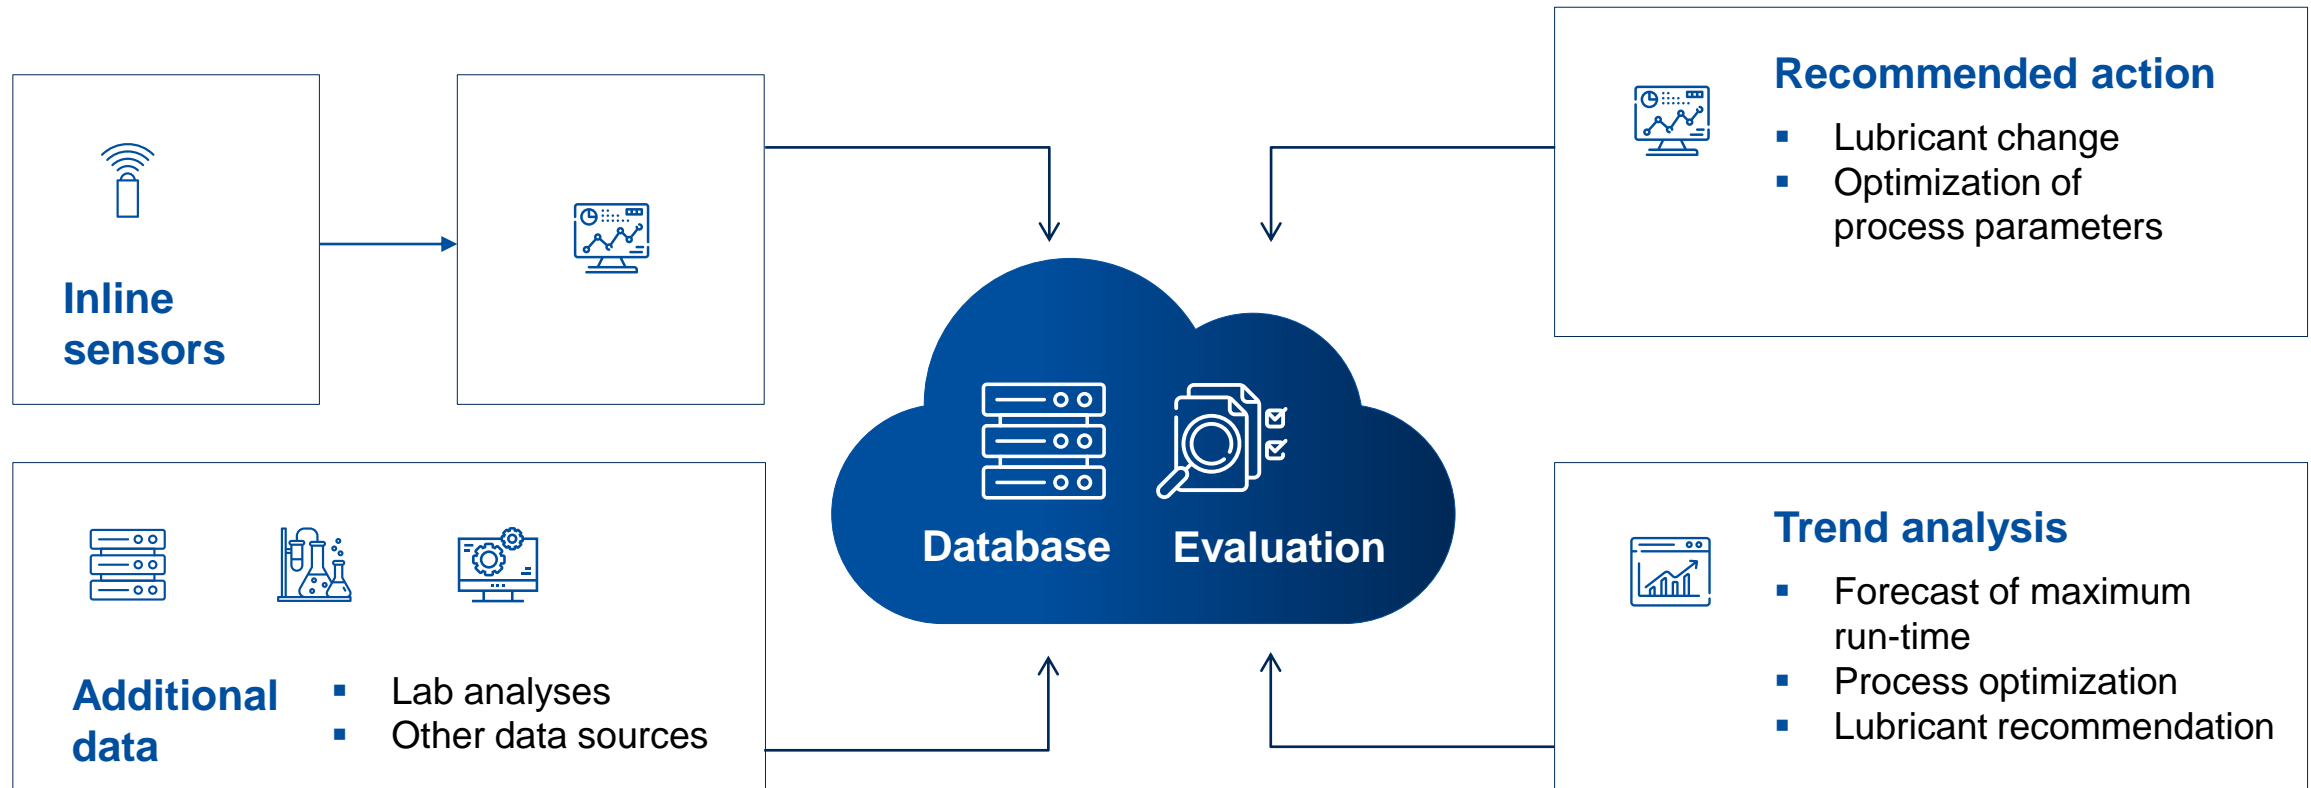 Inline
sensors
Additional
data
▪ Lab analyses
▪ Other data sources
Database
Evaluation
Recommended action
▪ Lubricant change
▪ Optimization of
process parameters
Trend analysis
▪ Forecast of maximum
run-time
▪ Process optimization
▪ Lubricant recommendation